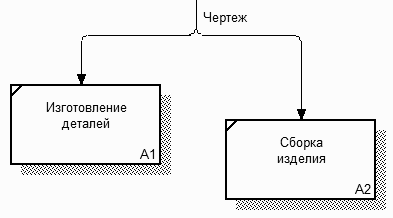 Чертеж
Изготовление
деталей
A1
Сборка
изделия
A2